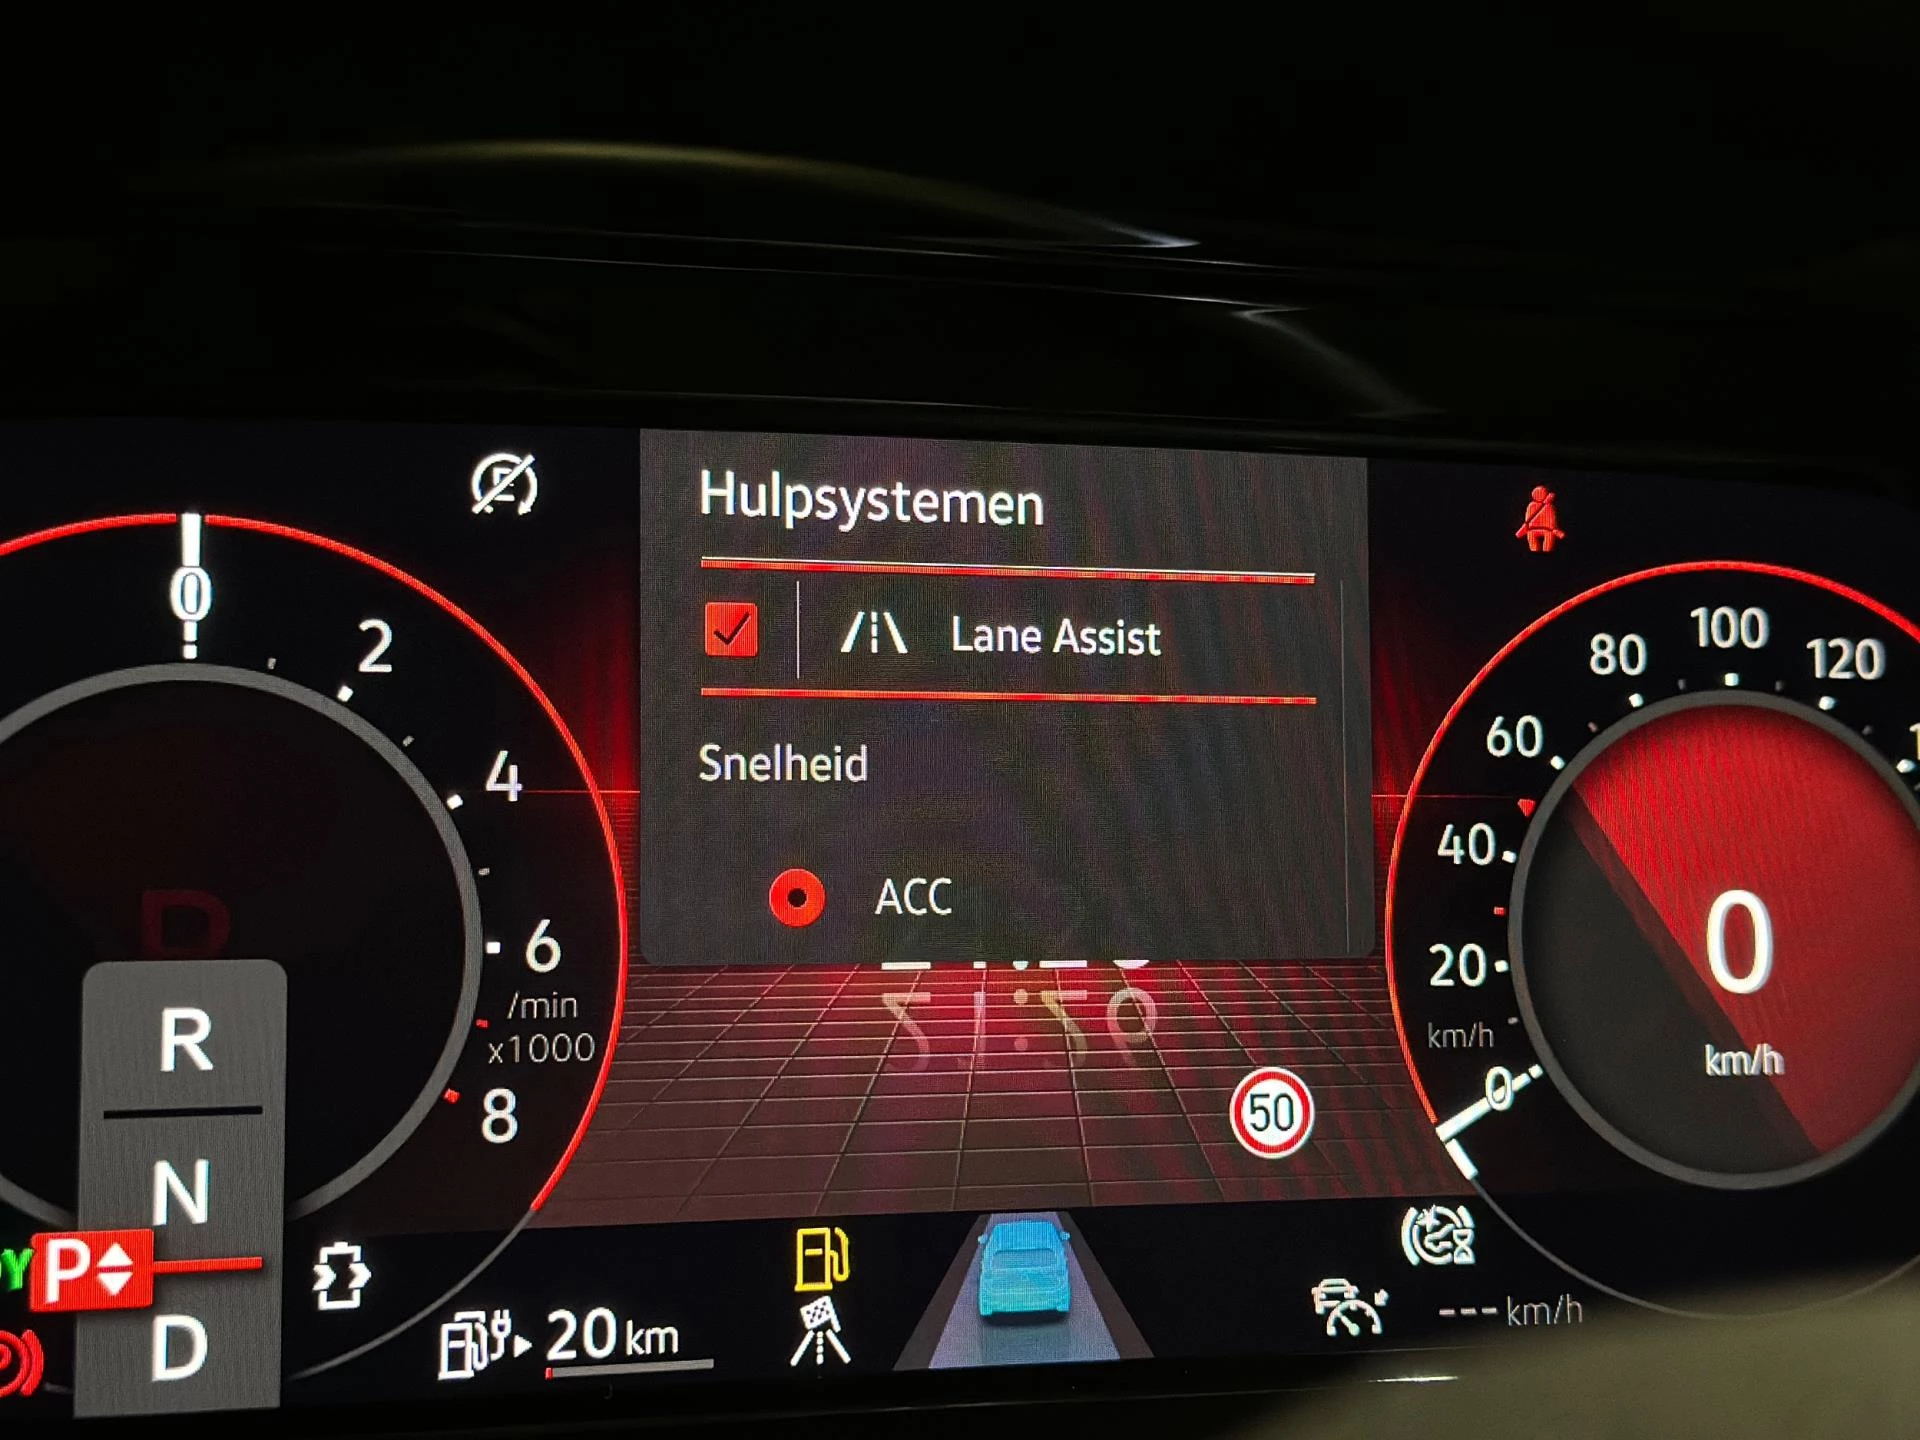 Hulpsystemen
Lane Assist
Snelheid
ACC
0
2
4
6
8
/min
x1000
R
N
P
D
20 km
50
0
20
40
60
80
100
120
km/h
0
km/h
--- km/h